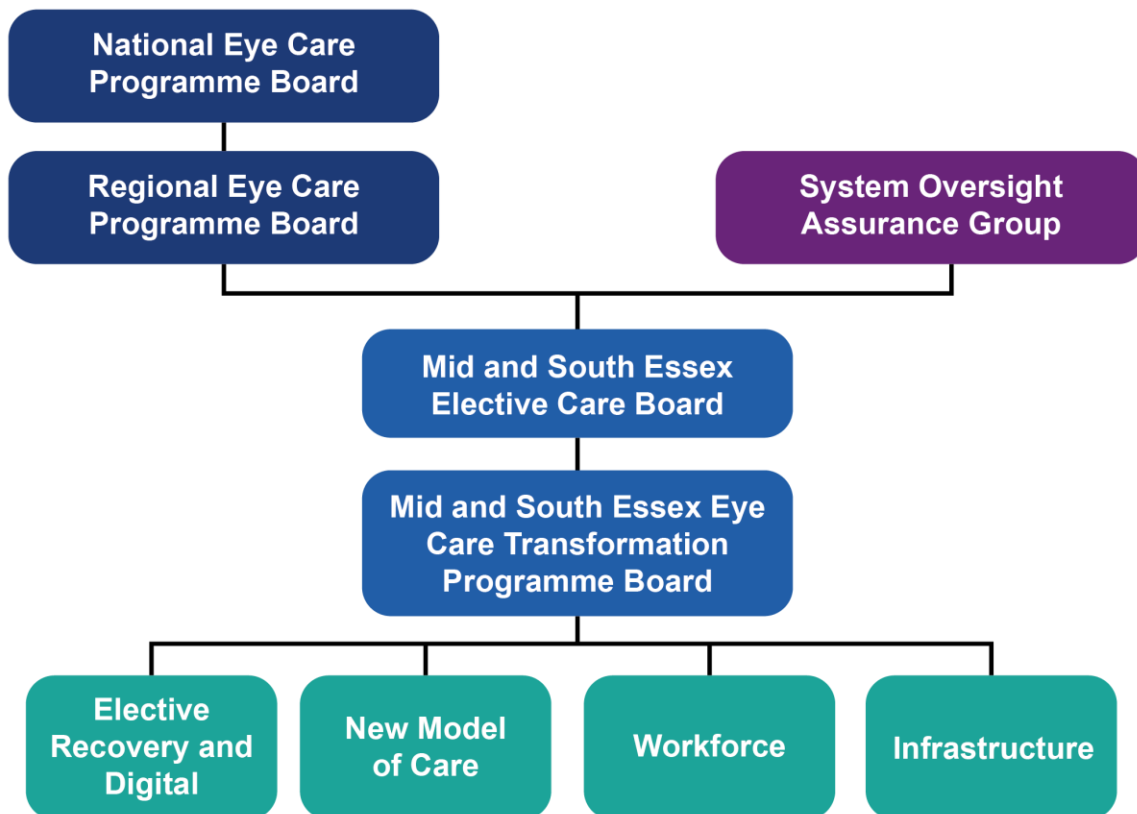 National Eye Care
Programme Board
Regional Eye Care
Programme Board
System Oversight
Assurance Group
Mid and South Essex
Elective Care Board
Mid and South Essex Eye
Care Transformation
Programme Board
Elective
Recovery and
Digital
New Model
of Care
Workforce
Infrastructure